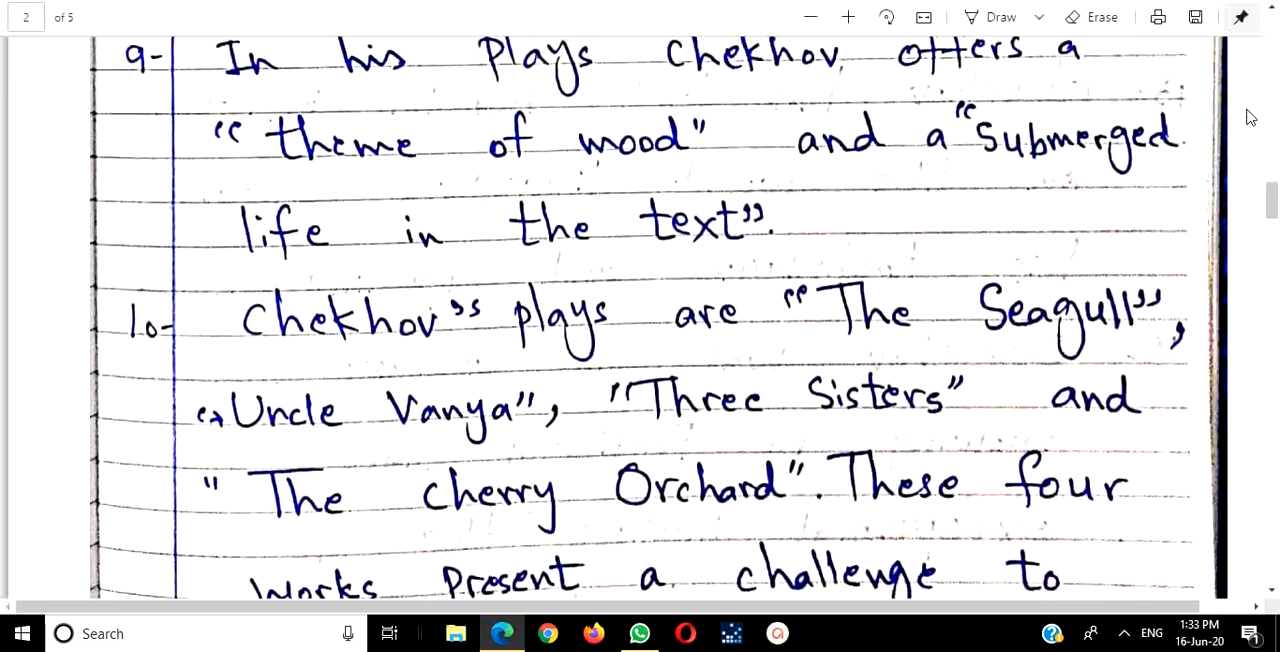 2 of 5 Draw Erase
9- In his Plays Chekhov offers a
"theme of mood" and a "Submerged
life in the text".
10- Chekhov"s plays are "The Seagull",
"Uncle Vanya", "Three Sisters" and
"The Cherry Orchard". These four
works Present a challenge to
Search ENG 1:33 PM
16-Jun-20